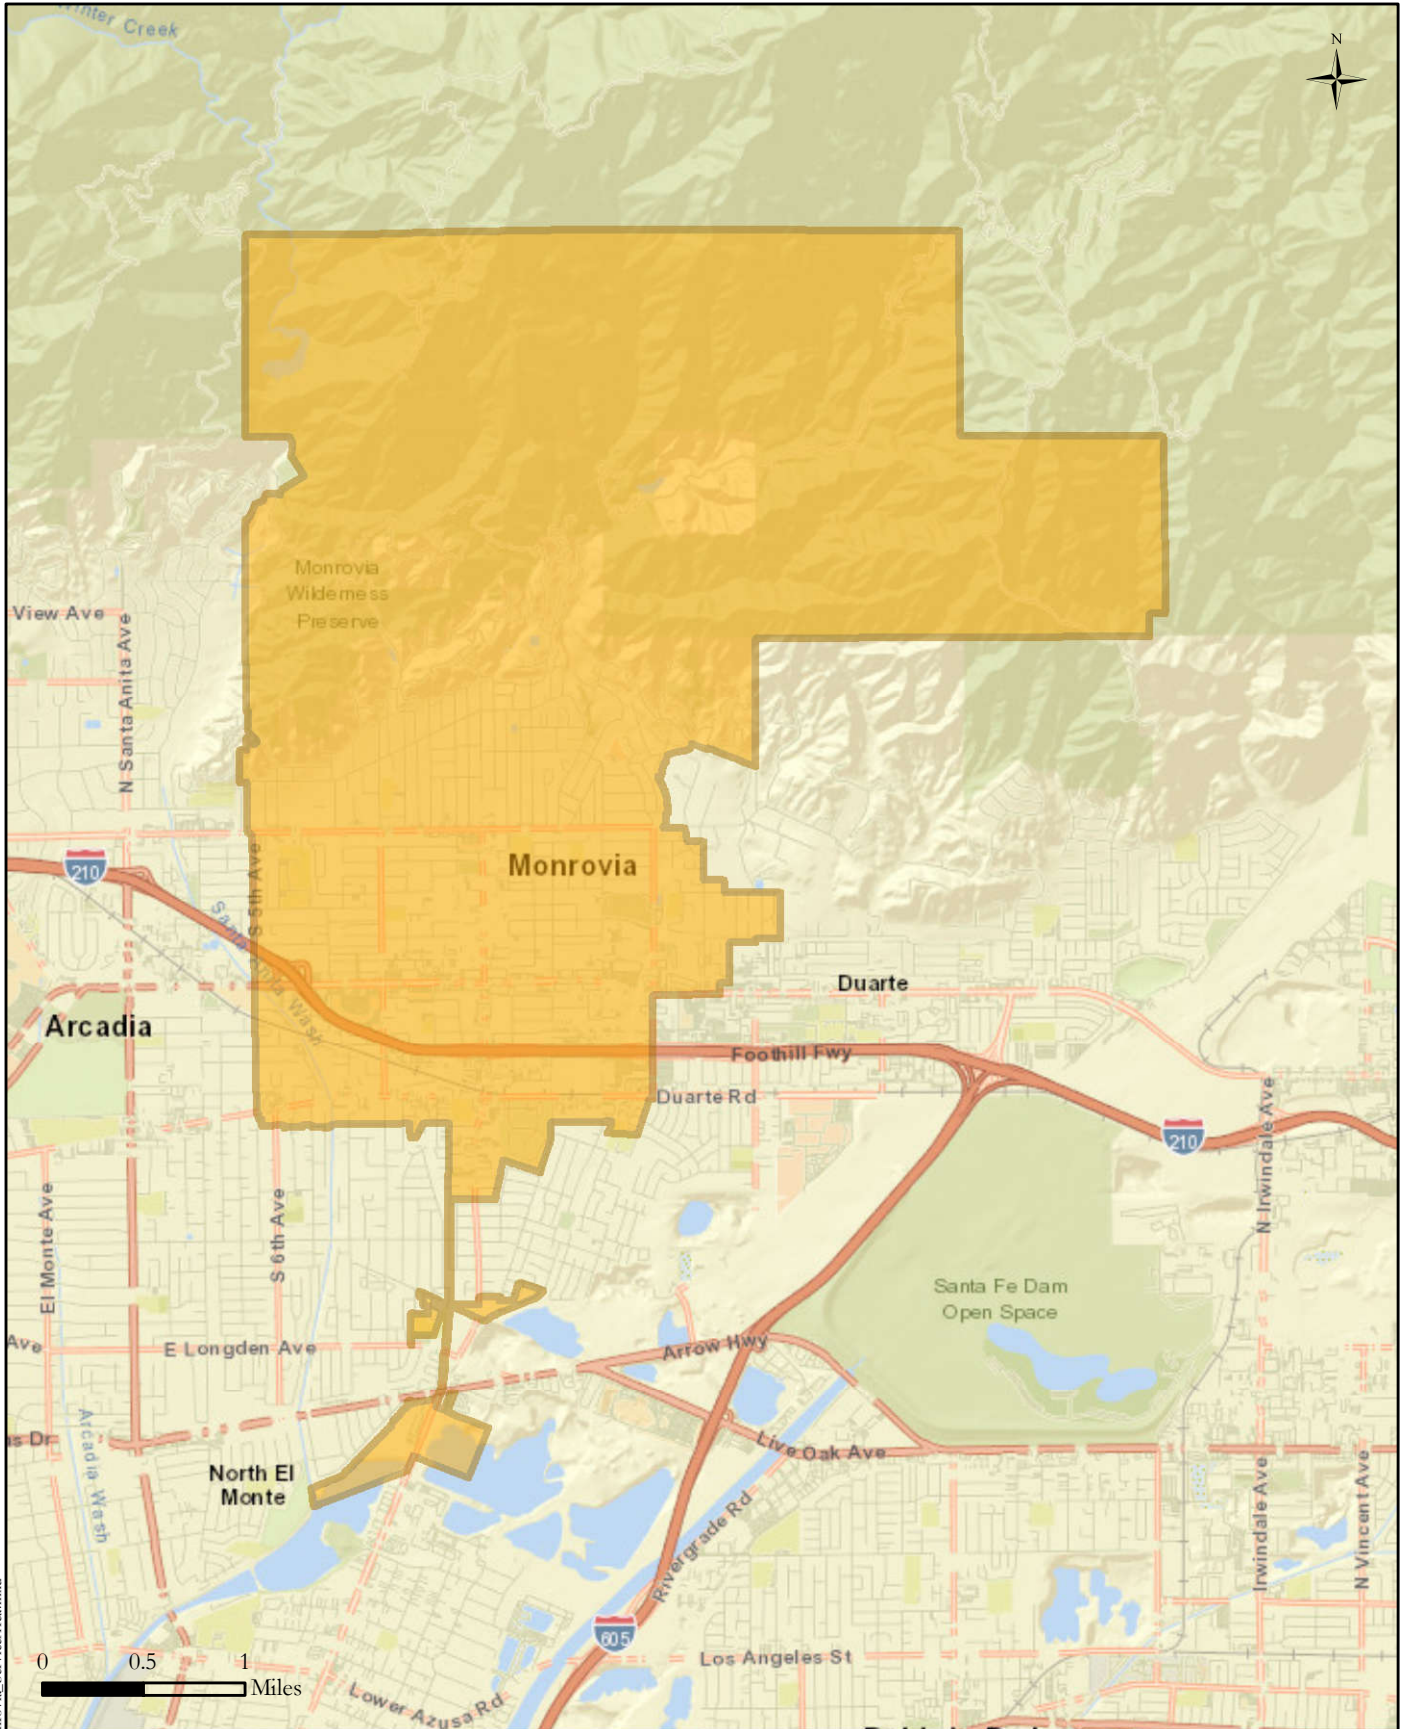 Winter Creek
N
Monrovia
Wilderness
Preserve
View Ave
N Santa Anita Ave
S 5th Ave
Monrovia
210
Santa Anita Wash
Duarte
Arcadia
Foothill Fwy
Duarte Rd
210
N Irwindale Ave
El Monte Ave
S 6th Ave
Santa Fe Dam
Open Space
Ave
E Longden Ave
Arrow Hwy
Arcadia Wash
Live Oak Ave
North El
Monte
Rivergrade Rd
Irwindale Ave
N Vincent Ave
605
Los Angeles St
Lower Azusa Rd
0 0.5 1
Miles